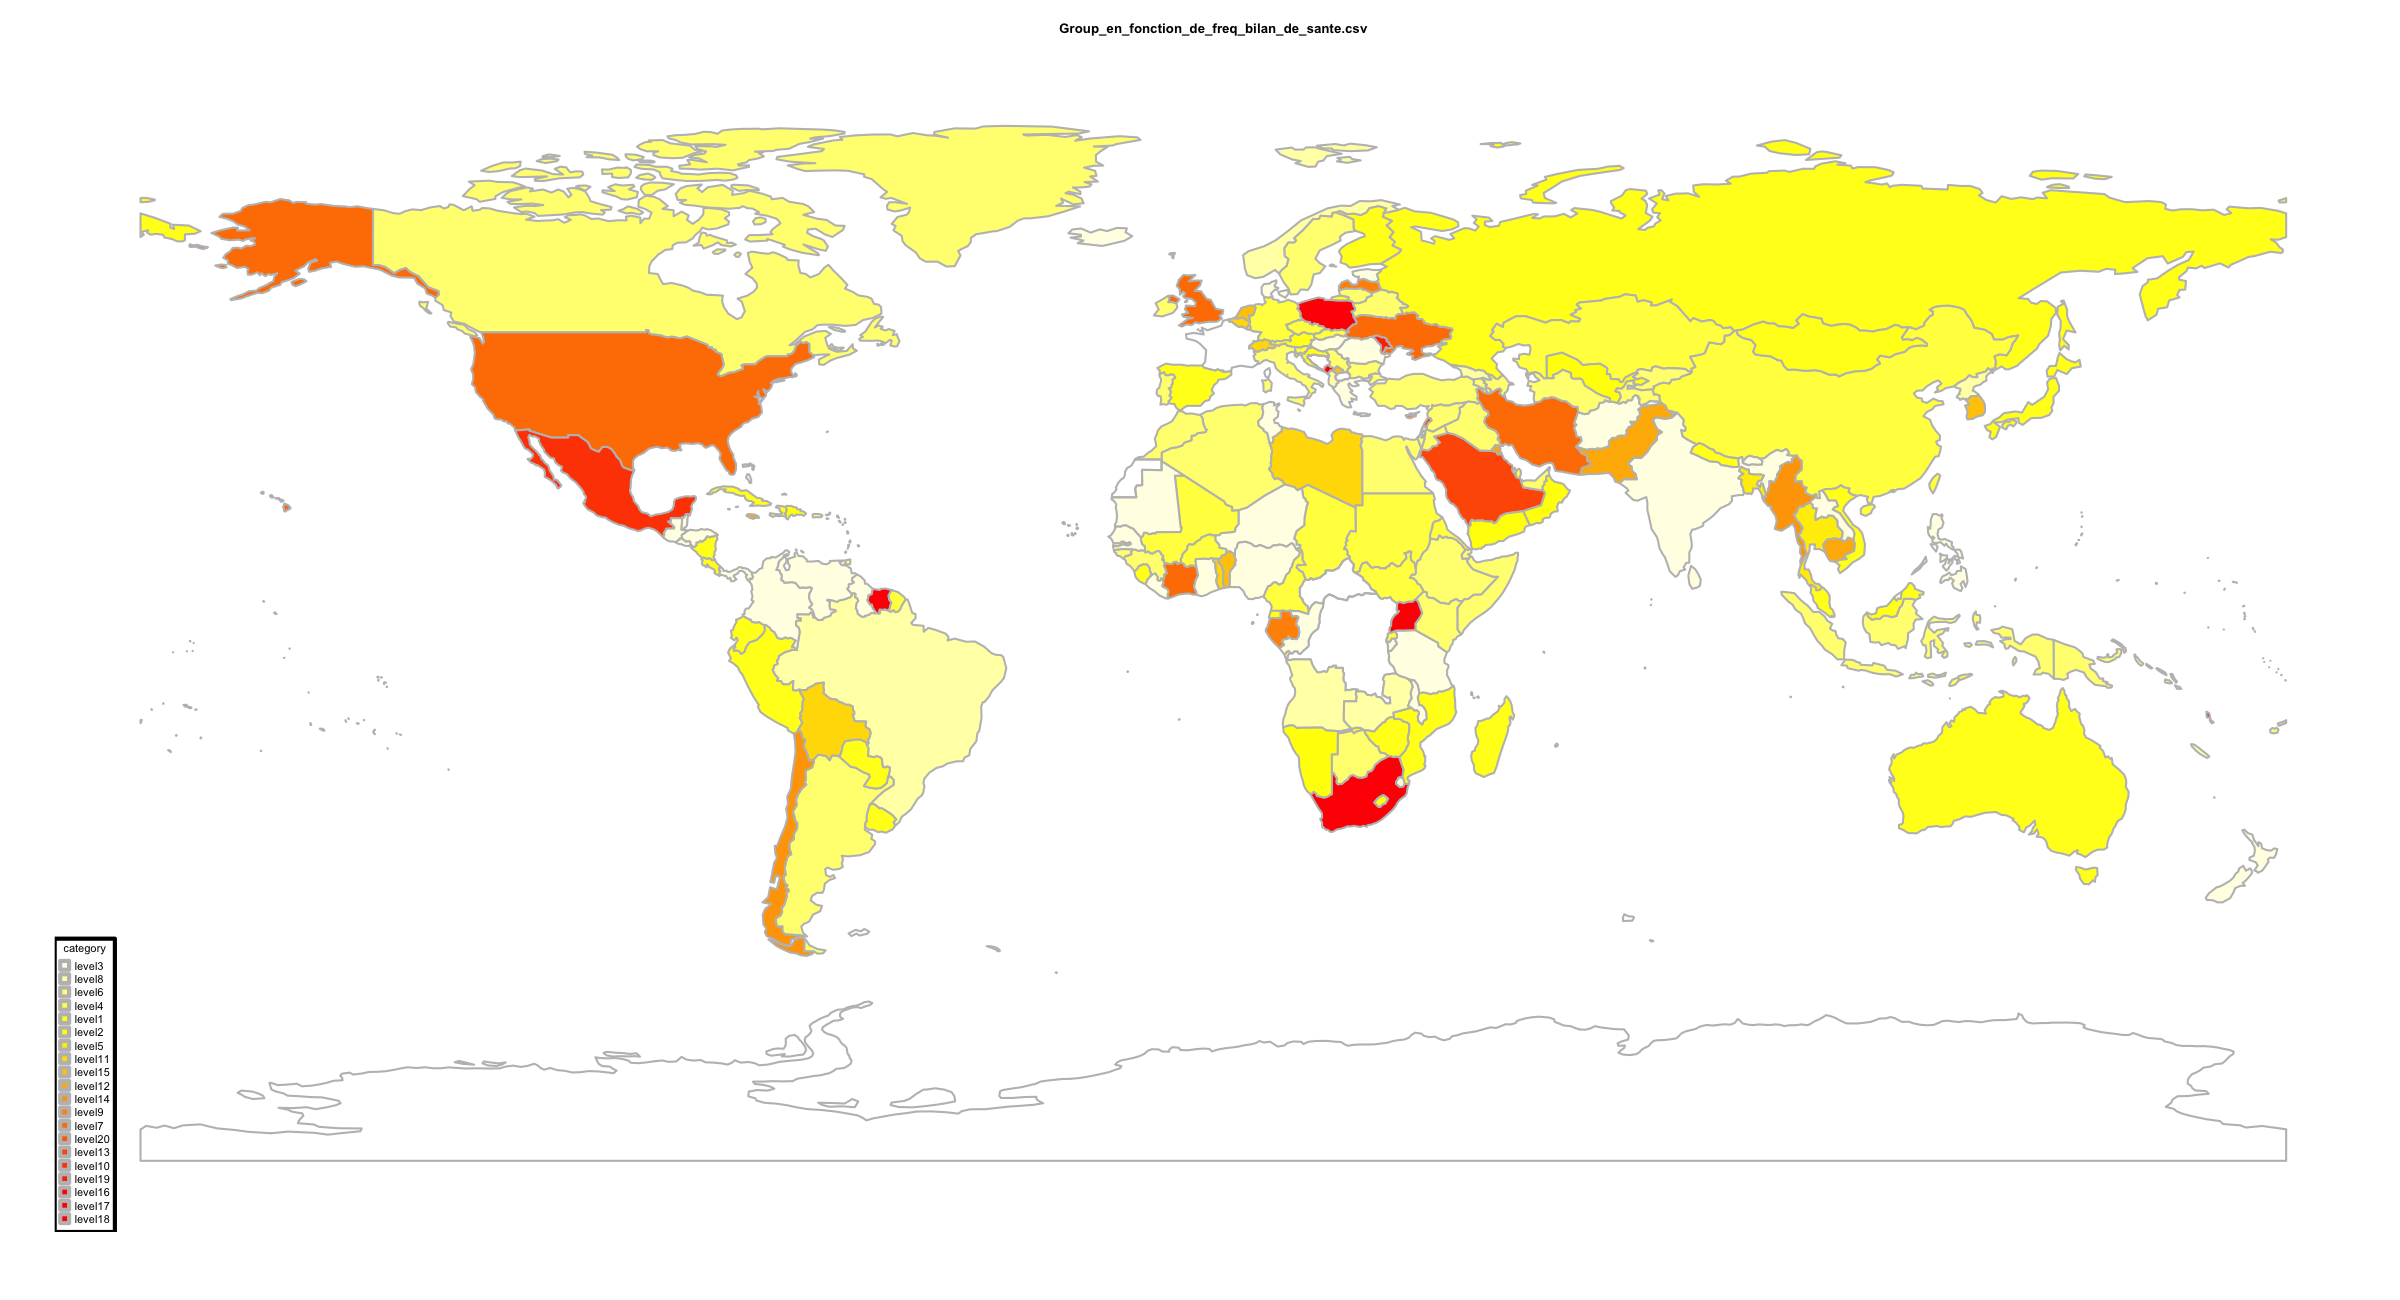 Group_en_fonction_de_freq_bilan_de_sante.csv
category
level3
level8
level6
level4
level1
level2
level5
level11
level15
level12
level14
level9
level7
level20
level13
level10
level19
level16
level17
level18